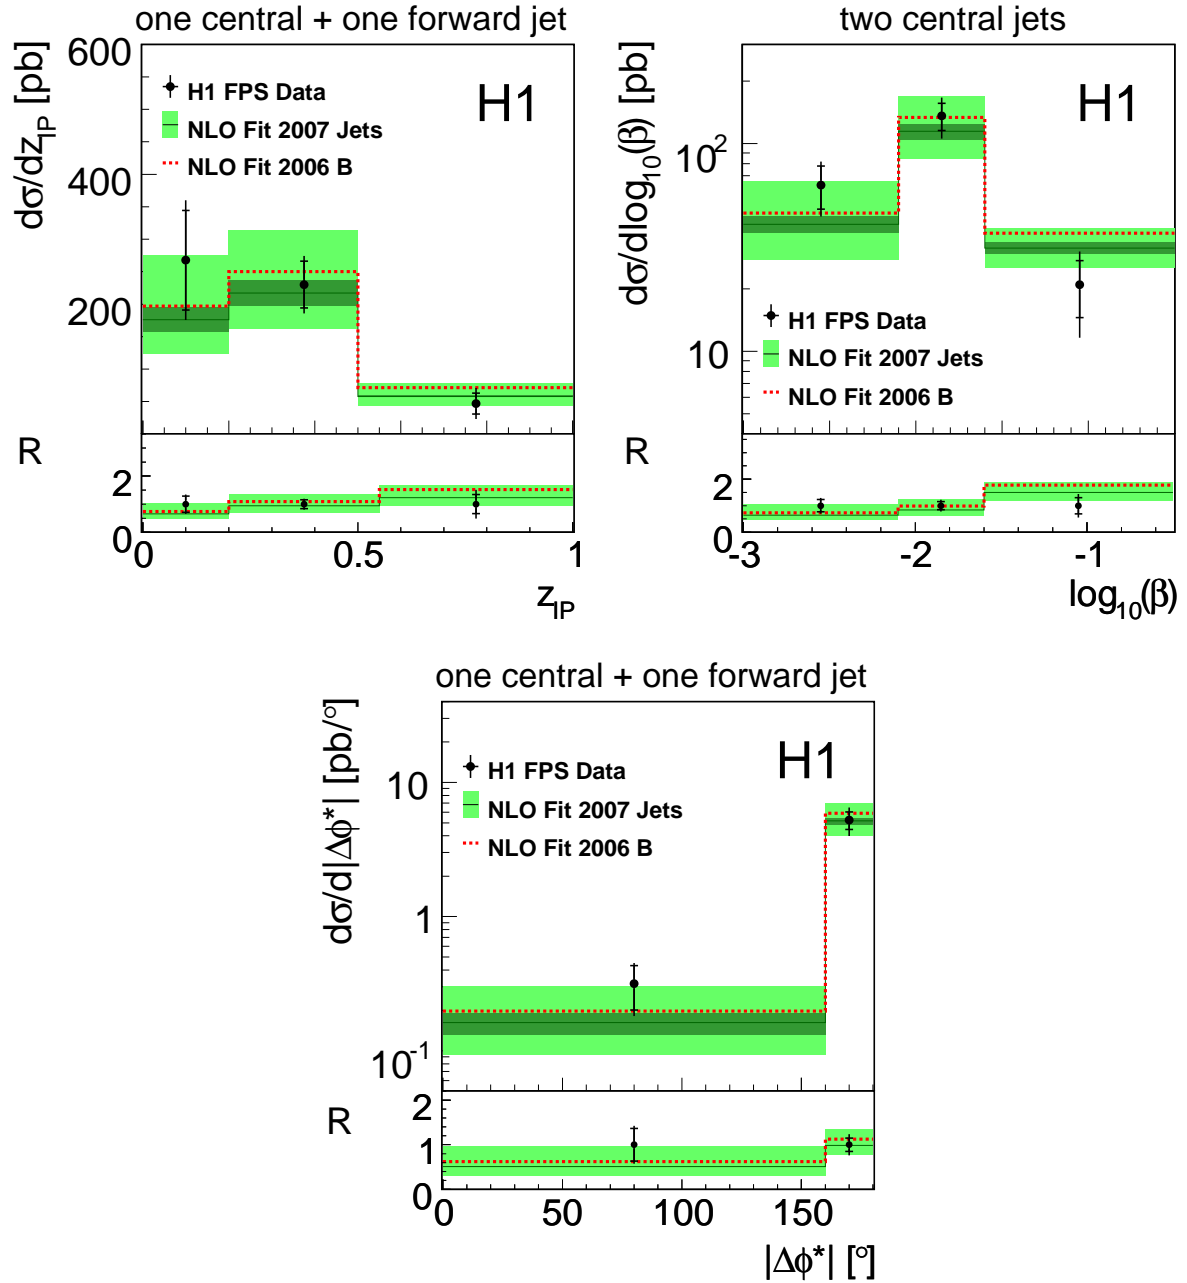 one central + one forward jet
dσ/dz_IP [pb]
600
400
200
H1
H1 FPS Data
NLO Fit 2007 Jets
NLO Fit 2006 B
R
2
0
0 0.5 1
z_IP
two central jets
dσ/dlog₁₀(β) [pb]
10²
10
H1
H1 FPS Data
NLO Fit 2007 Jets
NLO Fit 2006 B
R
2
0
-3 -2 -1
log₁₀(β)
one central + one forward jet
dσ/d|Δϕ*| [pb/°]
10
1
10⁻¹
H1
H1 FPS Data
NLO Fit 2007 Jets
NLO Fit 2006 B
R
2
1
0
0 50 100 150
|Δϕ*| [°]